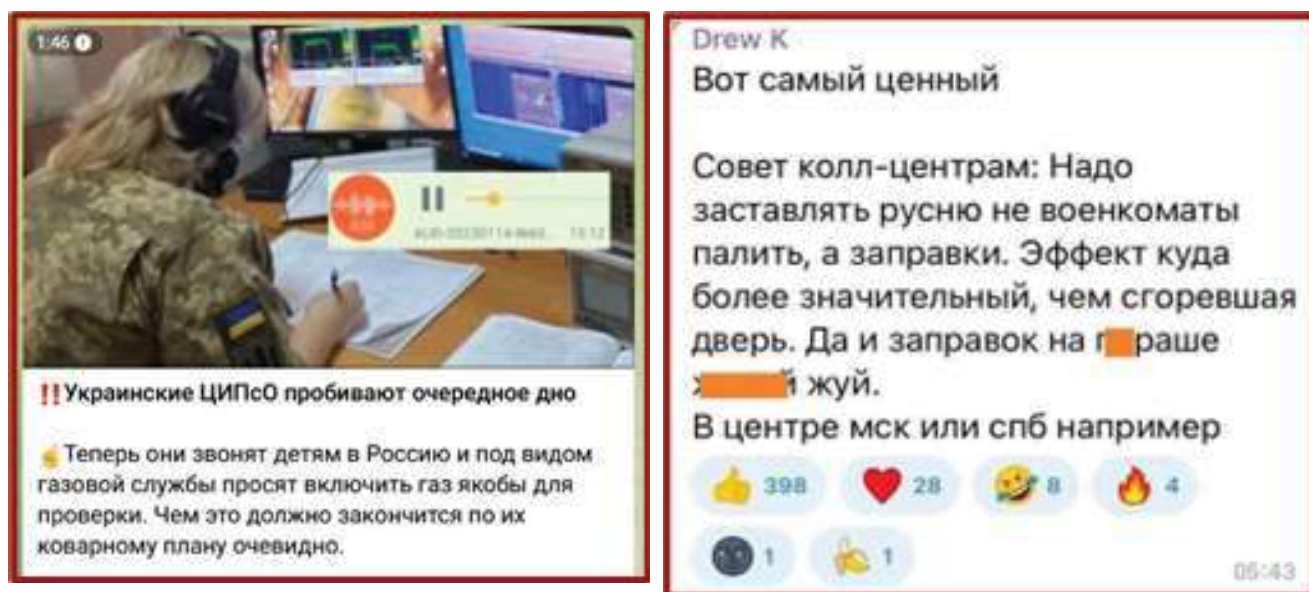 1:46
‼Украинские ЦИПсО пробивают очередное дно
☝Теперь они звонят детям в Россию и под видом
газовой службы просят включить газ якобы для
проверки. Чем это должно закончится по их
коварному плану очевидно.
Drew K
Вот самый ценный
Совет колл-центрам: Надо
заставлять русню не военкоматы
палить, а заправки. Эффект куда
более значительный, чем сгоревшая
дверь. Да и заправок на раше
й жуй.
В центре мск или спб например
👍 398 ❤ 28 🤣 8 🔥 4
🌚 1 🍌 1
05:43